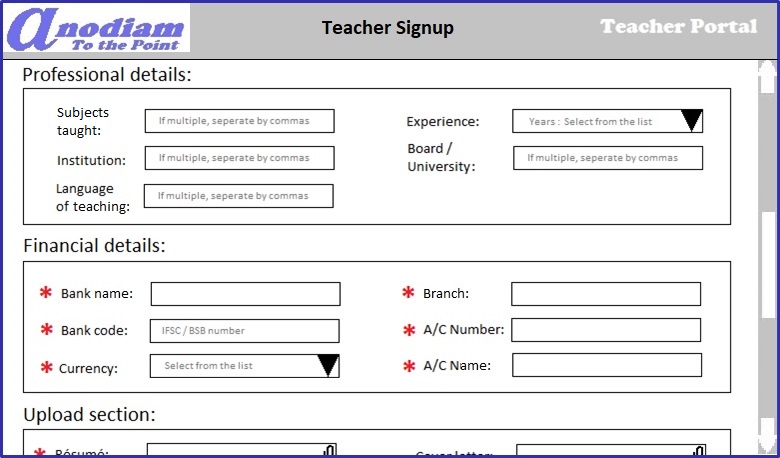 anodiam
To the Point
Teacher Signup
Teacher Portal
Professional details:
Subjects taught:
If multiple, seperate by commas
Experience:
Years : Select from the list
Institution:
If multiple, seperate by commas
Board / University:
If multiple, seperate by commas
Language of teaching:
If multiple, seperate by commas
Financial details:
* Bank name:
* Branch:
* Bank code:
IFSC / BSB number
* A/C Number:
* Currency:
Select from the list
* A/C Name:
Upload section:
* Résumé:
Cover letter: